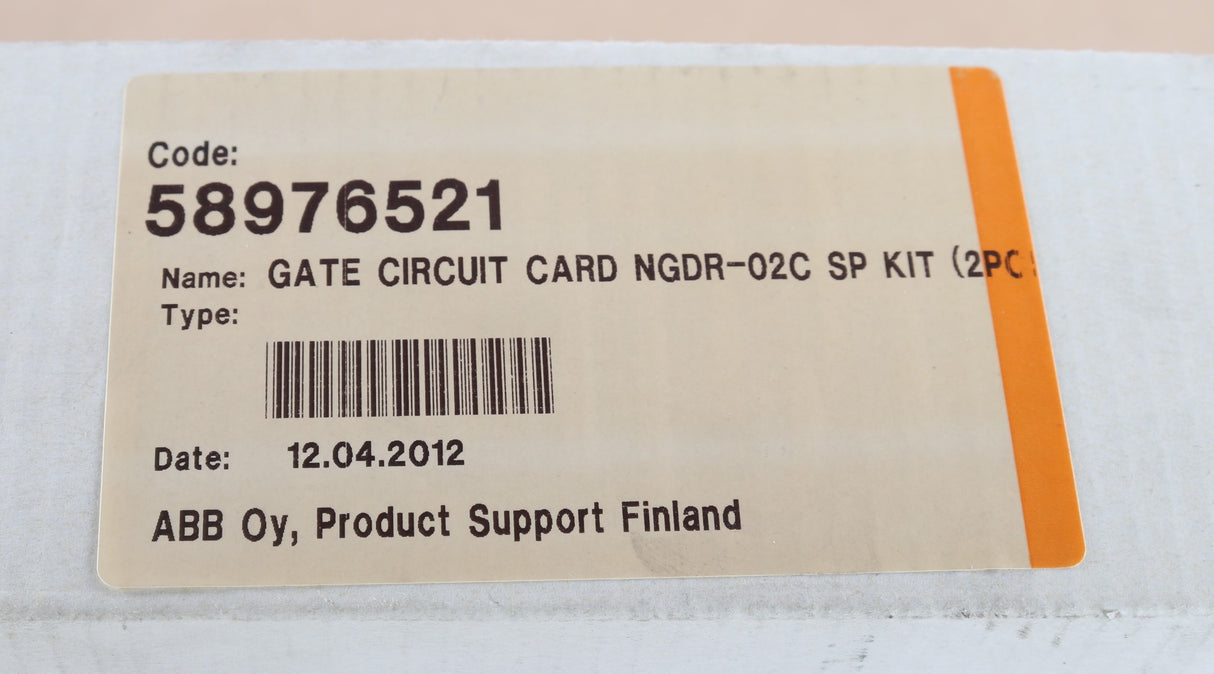 Code:
58976521
Name: GATE CIRCUIT CARD NGDR-02C SP KIT (2PC
Type:
Date: 12.04.2012
ABB Oy, Product Support Finland